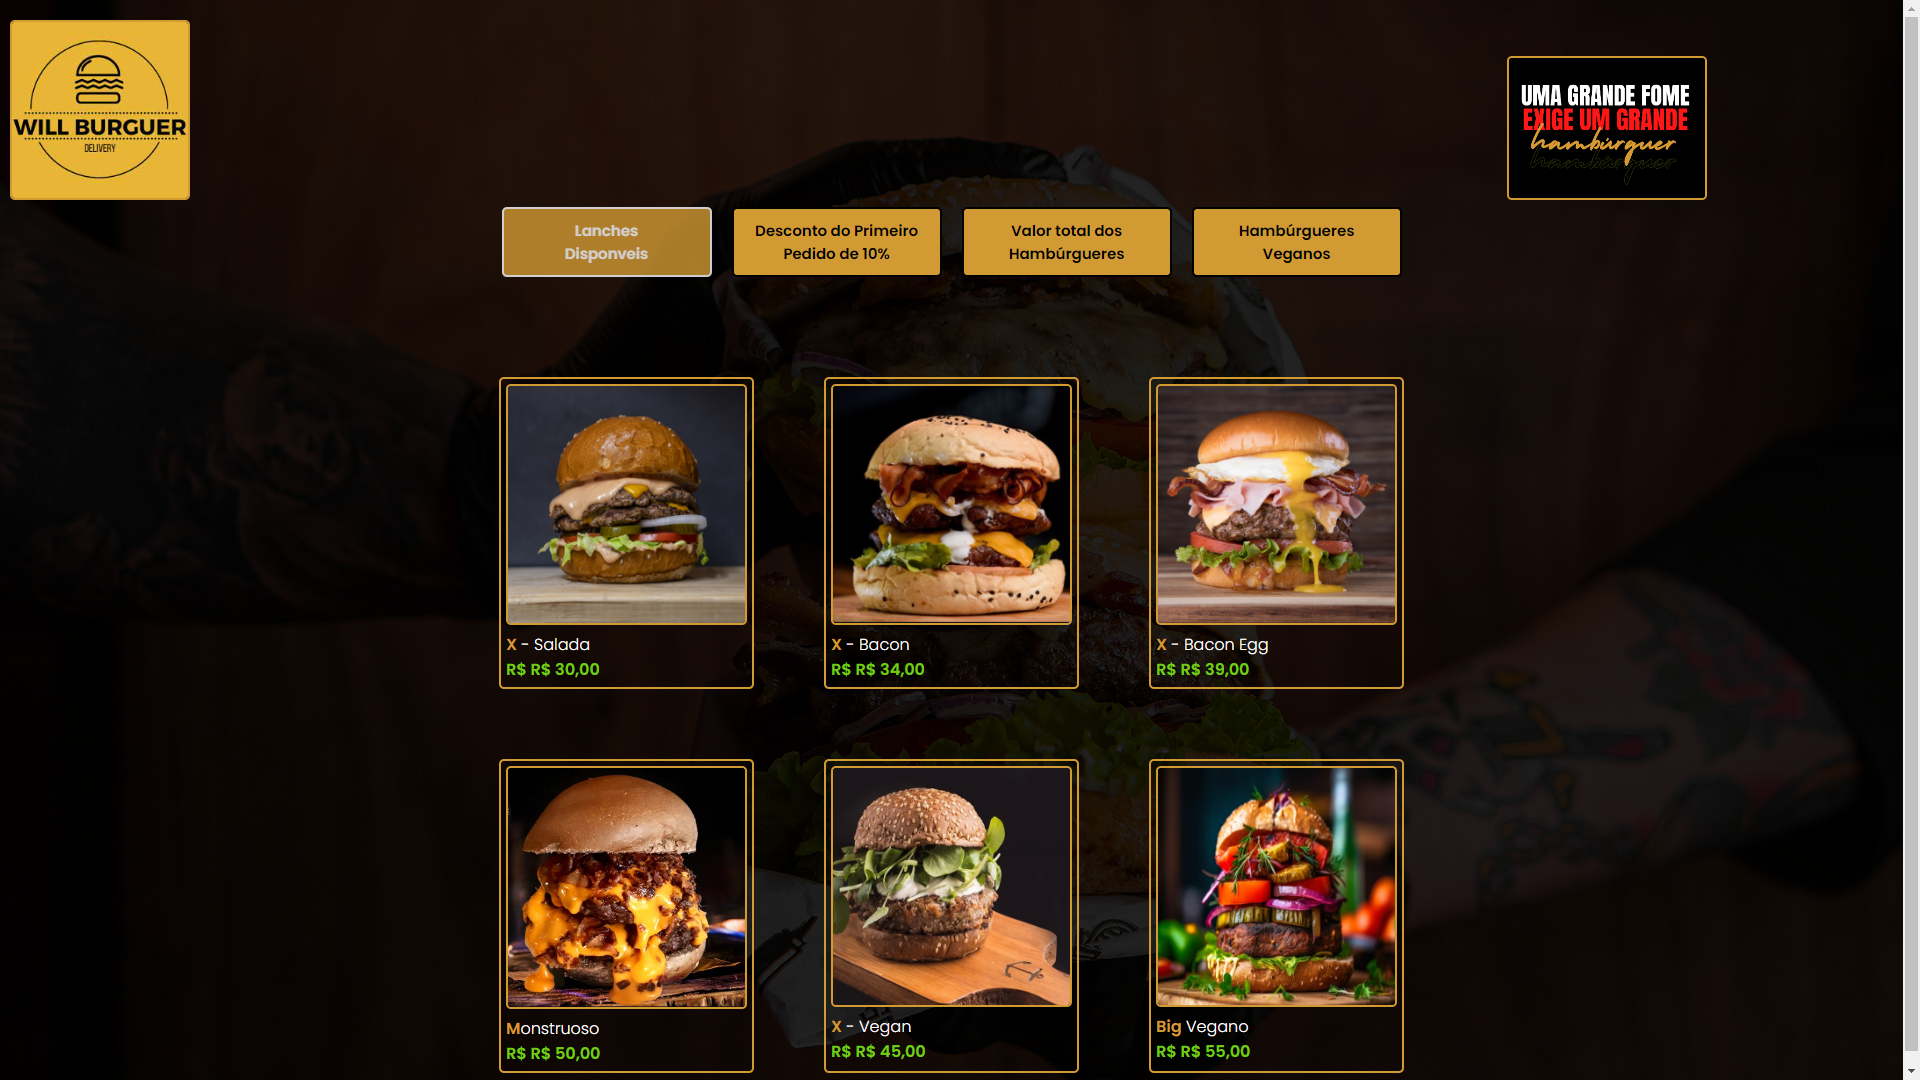 WILL BURGUER
DELIVERY
UMA GRANDE FOME
EXIGE UM GRANDE
hambúrguer
hambúrguer
Lanches
Disponveis
Desconto do Primeiro
Pedido de 10%
Valor total dos
Hambúrgueres
Hambúrgueres
Veganos
X - Salada
R$ R$ 30,00
X - Bacon
R$ R$ 34,00
X - Bacon Egg
R$ R$ 39,00
Monstruoso
R$ R$ 50,00
X - Vegan
R$ R$ 45,00
Big Vegano
R$ R$ 55,00